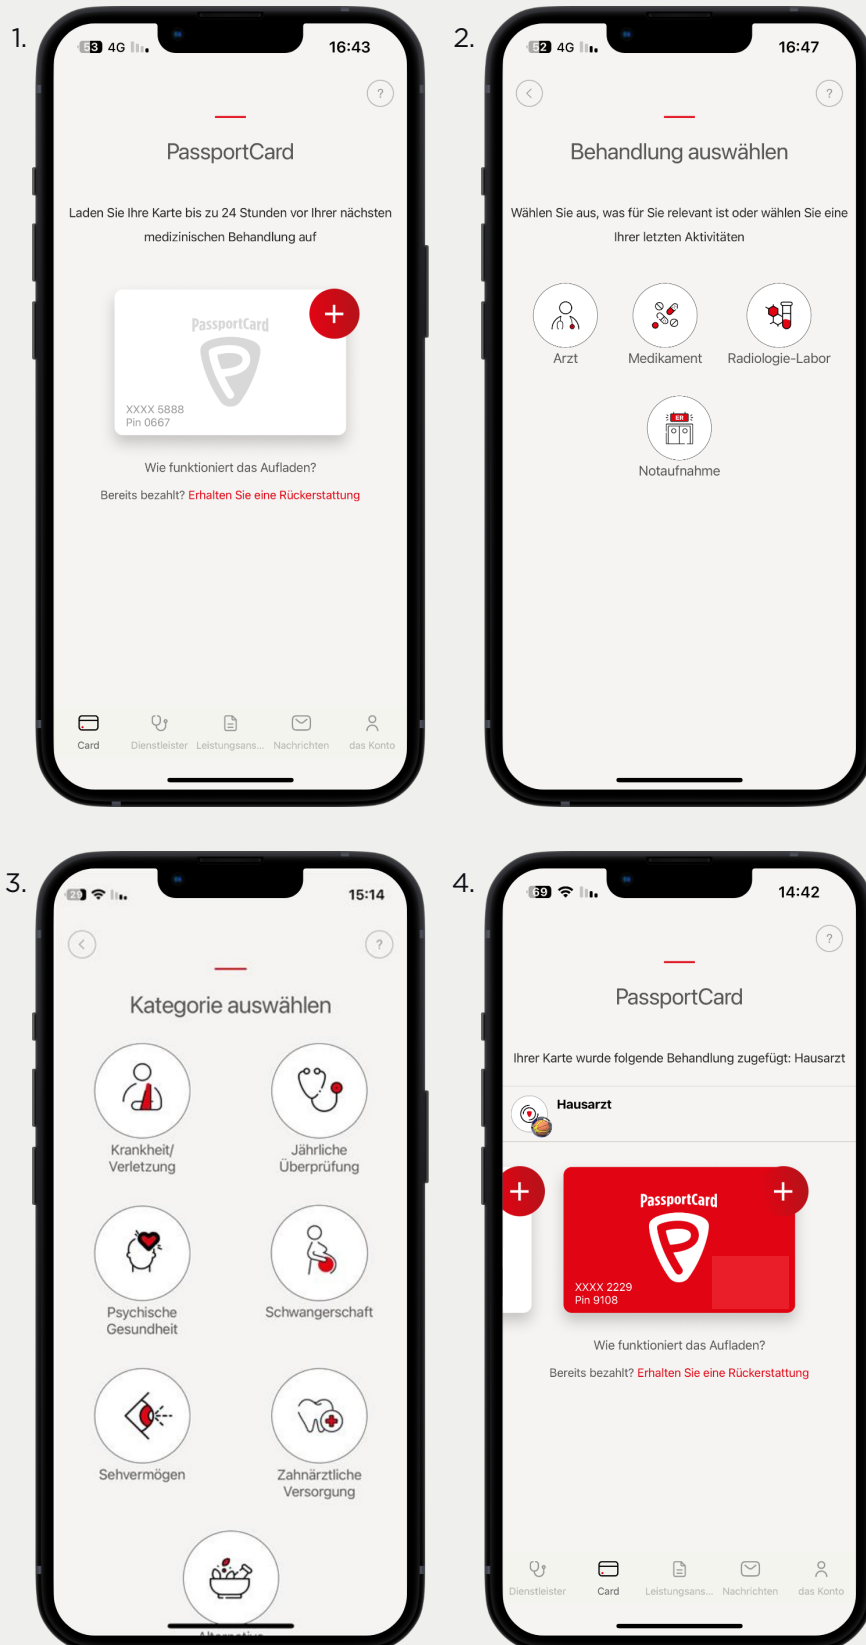 1.
53 4G
16:43
?
PassportCard
Laden Sie Ihre Karte bis zu 24 Stunden vor Ihrer nächsten
medizinischen Behandlung auf
PassportCard
XXXX 5888
Pin 0667
Wie funktioniert das Aufladen?
Bereits bezahlt? Erhalten Sie eine Rückerstattung
Card
Dienstleister
Leistungsans...
Nachrichten
das Konto
2.
52 4G
16:47
?
Behandlung auswählen
Wählen Sie aus, was für Sie relevant ist oder wählen Sie eine
Ihrer letzten Aktivitäten
Arzt
Medikament
Radiologie-Labor
ER
Notaufnahme
3.
29
15:14
?
Kategorie auswählen
Krankheit/
Verletzung
Jährliche
Überprüfung
Psychische
Gesundheit
Schwangerschaft
Sehvermögen
Zahnärztliche
Versorgung
Alternative
4.
69
14:42
?
PassportCard
Ihrer Karte wurde folgende Behandlung zugefügt: Hausarzt
Hausarzt
PassportCard
XXXX 2229
Pin 9108
Wie funktioniert das Aufladen?
Bereits bezahlt? Erhalten Sie eine Rückerstattung
Dienstleister
Card
Leistungsans...
Nachrichten
das Konto